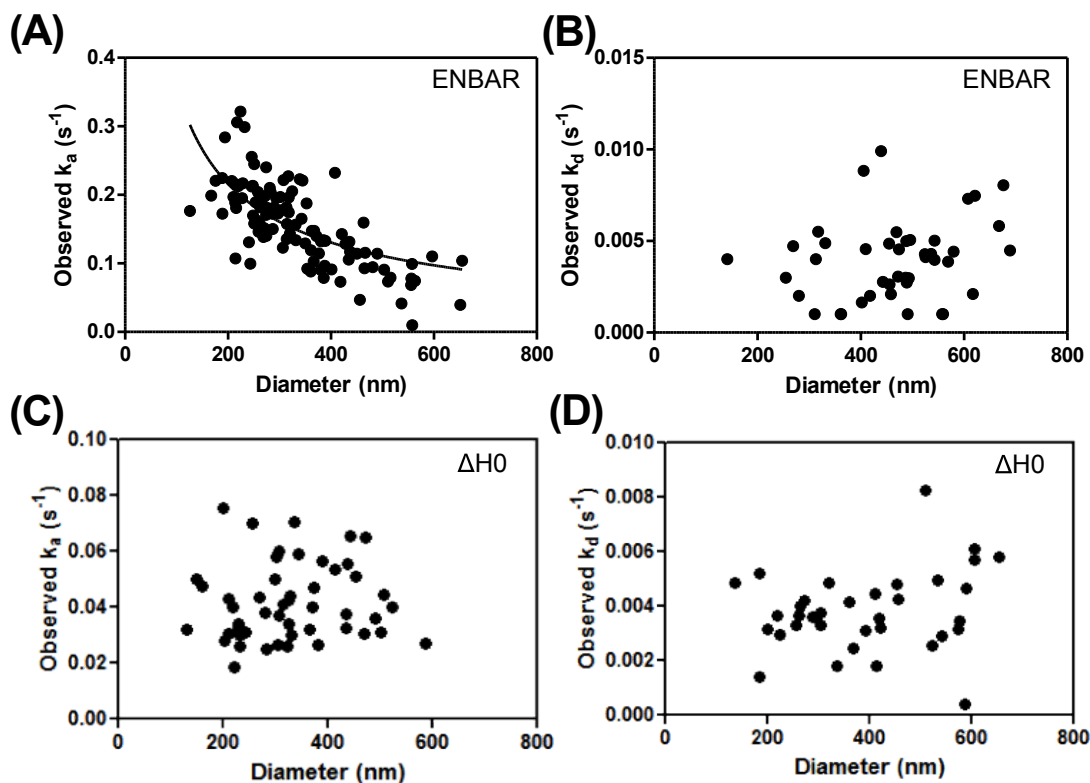 (A)
ENBAR
Observed kₐ (s⁻¹)
0.4
0.3
0.2
0.1
0.0
0 200 400 600 800
Diameter (nm)
(B)
ENBAR
Observed k_d (s⁻¹)
0.015
0.010
0.005
0.000
0 200 400 600 800
Diameter (nm)
(C)
ΔH0
Observed kₐ (s⁻¹)
0.10
0.08
0.06
0.04
0.02
0.00
0 200 400 600 800
Diameter (nm)
(D)
ΔH0
Observed k_d (s⁻¹)
0.010
0.008
0.006
0.004
0.002
0.000
0 200 400 600 800
Diameter (nm)